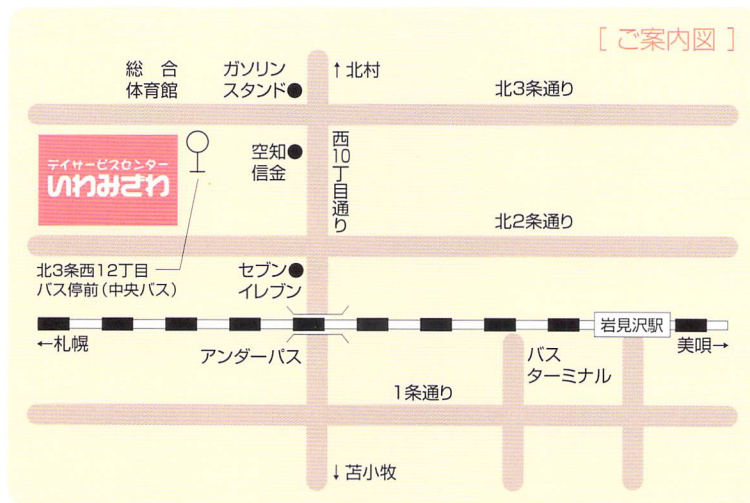 [ ご案内図 ]
総　合
体育館
ガソリン
スタンド
↑北村
北3条通り
デイサービスセンター
いわみざわ
空知
信金
西10丁目通り
北2条通り
北3条西12丁目
バス停前(中央バス)
セブン
イレブン
岩見沢駅
←札幌
アンダーパス
バス
ターミナル
美唄→
1条通り
↓苫小牧